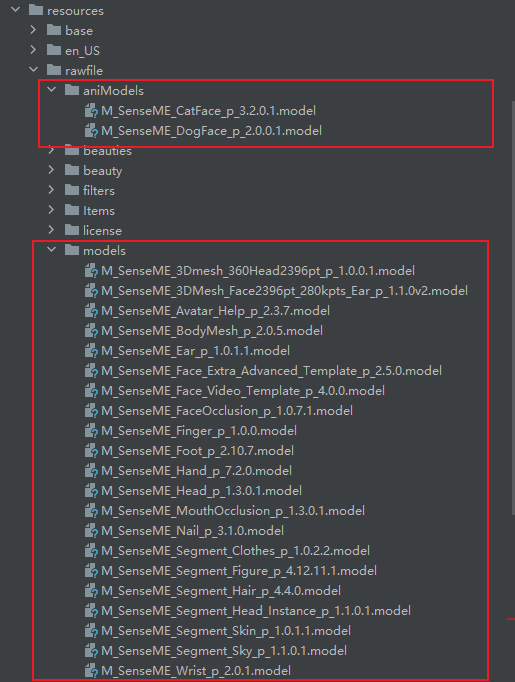 resources
base
en_US
rawfile
aniModels
M_SenseME_CatFace_p_3.2.0.1.model
M_SenseME_DogFace_p_2.0.0.1.model
beauties
beauty
filters
Items
license
models
M_SenseME_3Dmesh_360Head2396pt_p_1.0.0.1.model
M_SenseME_3DMesh_Face2396pt_280kpts_Ear_p_1.1.0v2.model
M_SenseME_Avatar_Help_p_2.3.7.model
M_SenseME_BodyMesh_p_2.0.5.model
M_SenseME_Ear_p_1.0.1.1.model
M_SenseME_Face_Extra_Advanced_Template_p_2.5.0.model
M_SenseME_Face_Video_Template_p_4.0.0.model
M_SenseME_FaceOcclusion_p_1.0.7.1.model
M_SenseME_Finger_p_1.0.0.model
M_SenseME_Foot_p_2.10.7.model
M_SenseME_Hand_p_7.2.0.model
M_SenseME_Head_p_1.3.0.1.model
M_SenseME_MouthOcclusion_p_1.3.0.1.model
M_SenseME_Nail_p_3.1.0.model
M_SenseME_Segment_Clothes_p_1.0.2.2.model
M_SenseME_Segment_Figure_p_4.12.11.1.model
M_SenseME_Segment_Hair_p_4.4.0.model
M_SenseME_Segment_Head_Instance_p_1.1.0.1.model
M_SenseME_Segment_Skin_p_1.0.1.1.model
M_SenseME_Segment_Sky_p_1.1.0.1.model
M_SenseME_Wrist_p_2.0.1.model